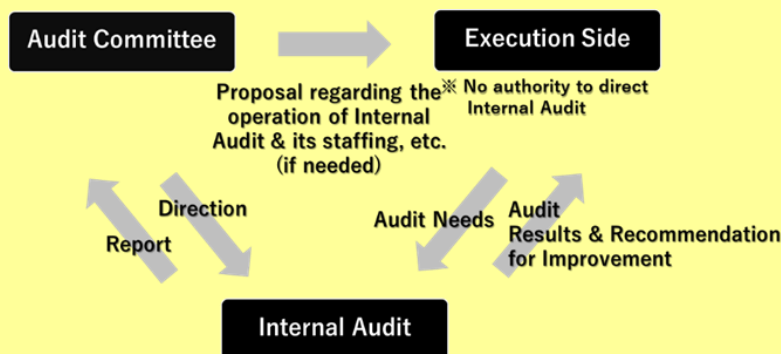 Audit Committee
Execution Side
Proposal regarding the
operation of Internal
Audit & its staffing, etc.
(if needed)
※ No authority to direct
Internal Audit
Direction
Report
Audit Needs
Audit
Results & Recommendation
for Improvement
Internal Audit